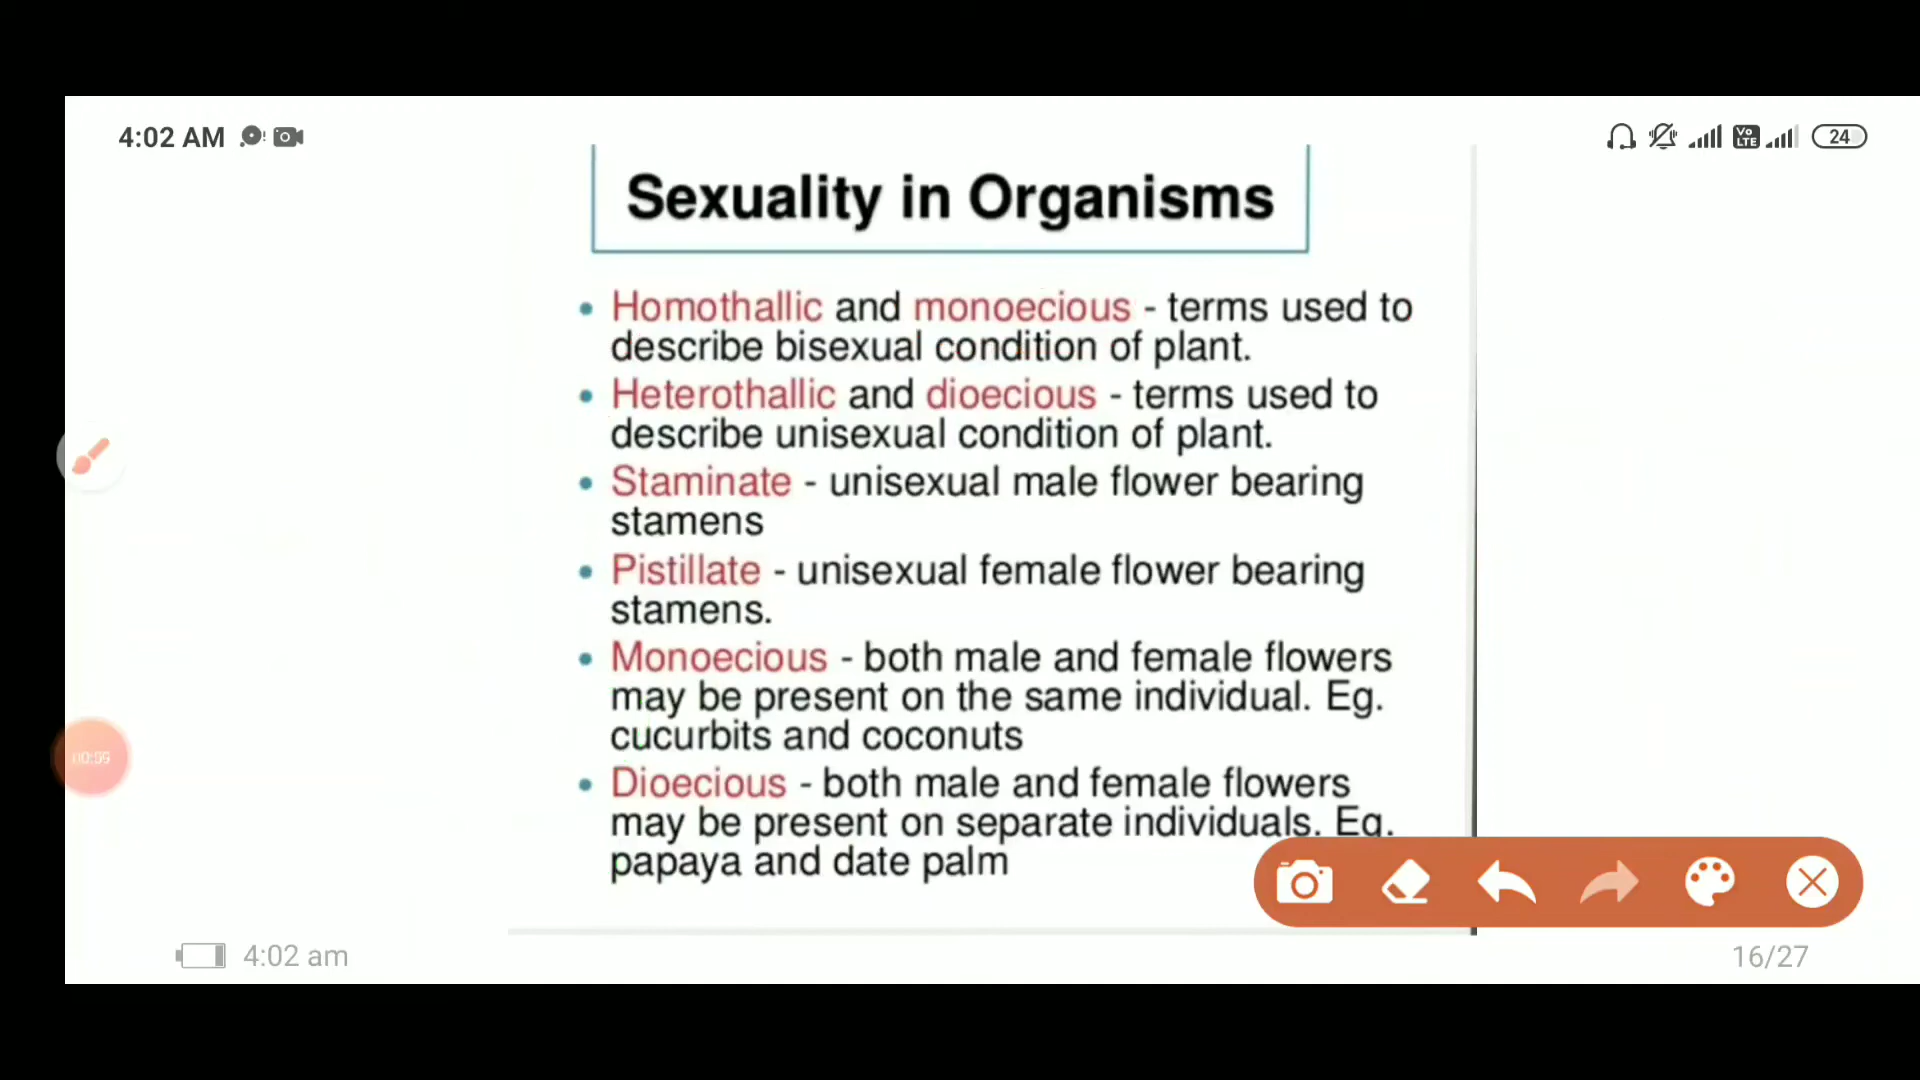 4:02 AM
Vo LTE
24
Sexuality in Organisms
• Homothallic and monoecious - terms used to
describe bisexual condition of plant.
• Heterothallic and dioecious - terms used to
describe unisexual condition of plant.
• Staminate - unisexual male flower bearing
stamens
• Pistillate - unisexual female flower bearing
stamens.
• Monoecious - both male and female flowers
may be present on the same individual. Eg.
cucurbits and coconuts
• Dioecious - both male and female flowers
may be present on separate individuals. Eg.
papaya and date palm
4:02 am
16/27